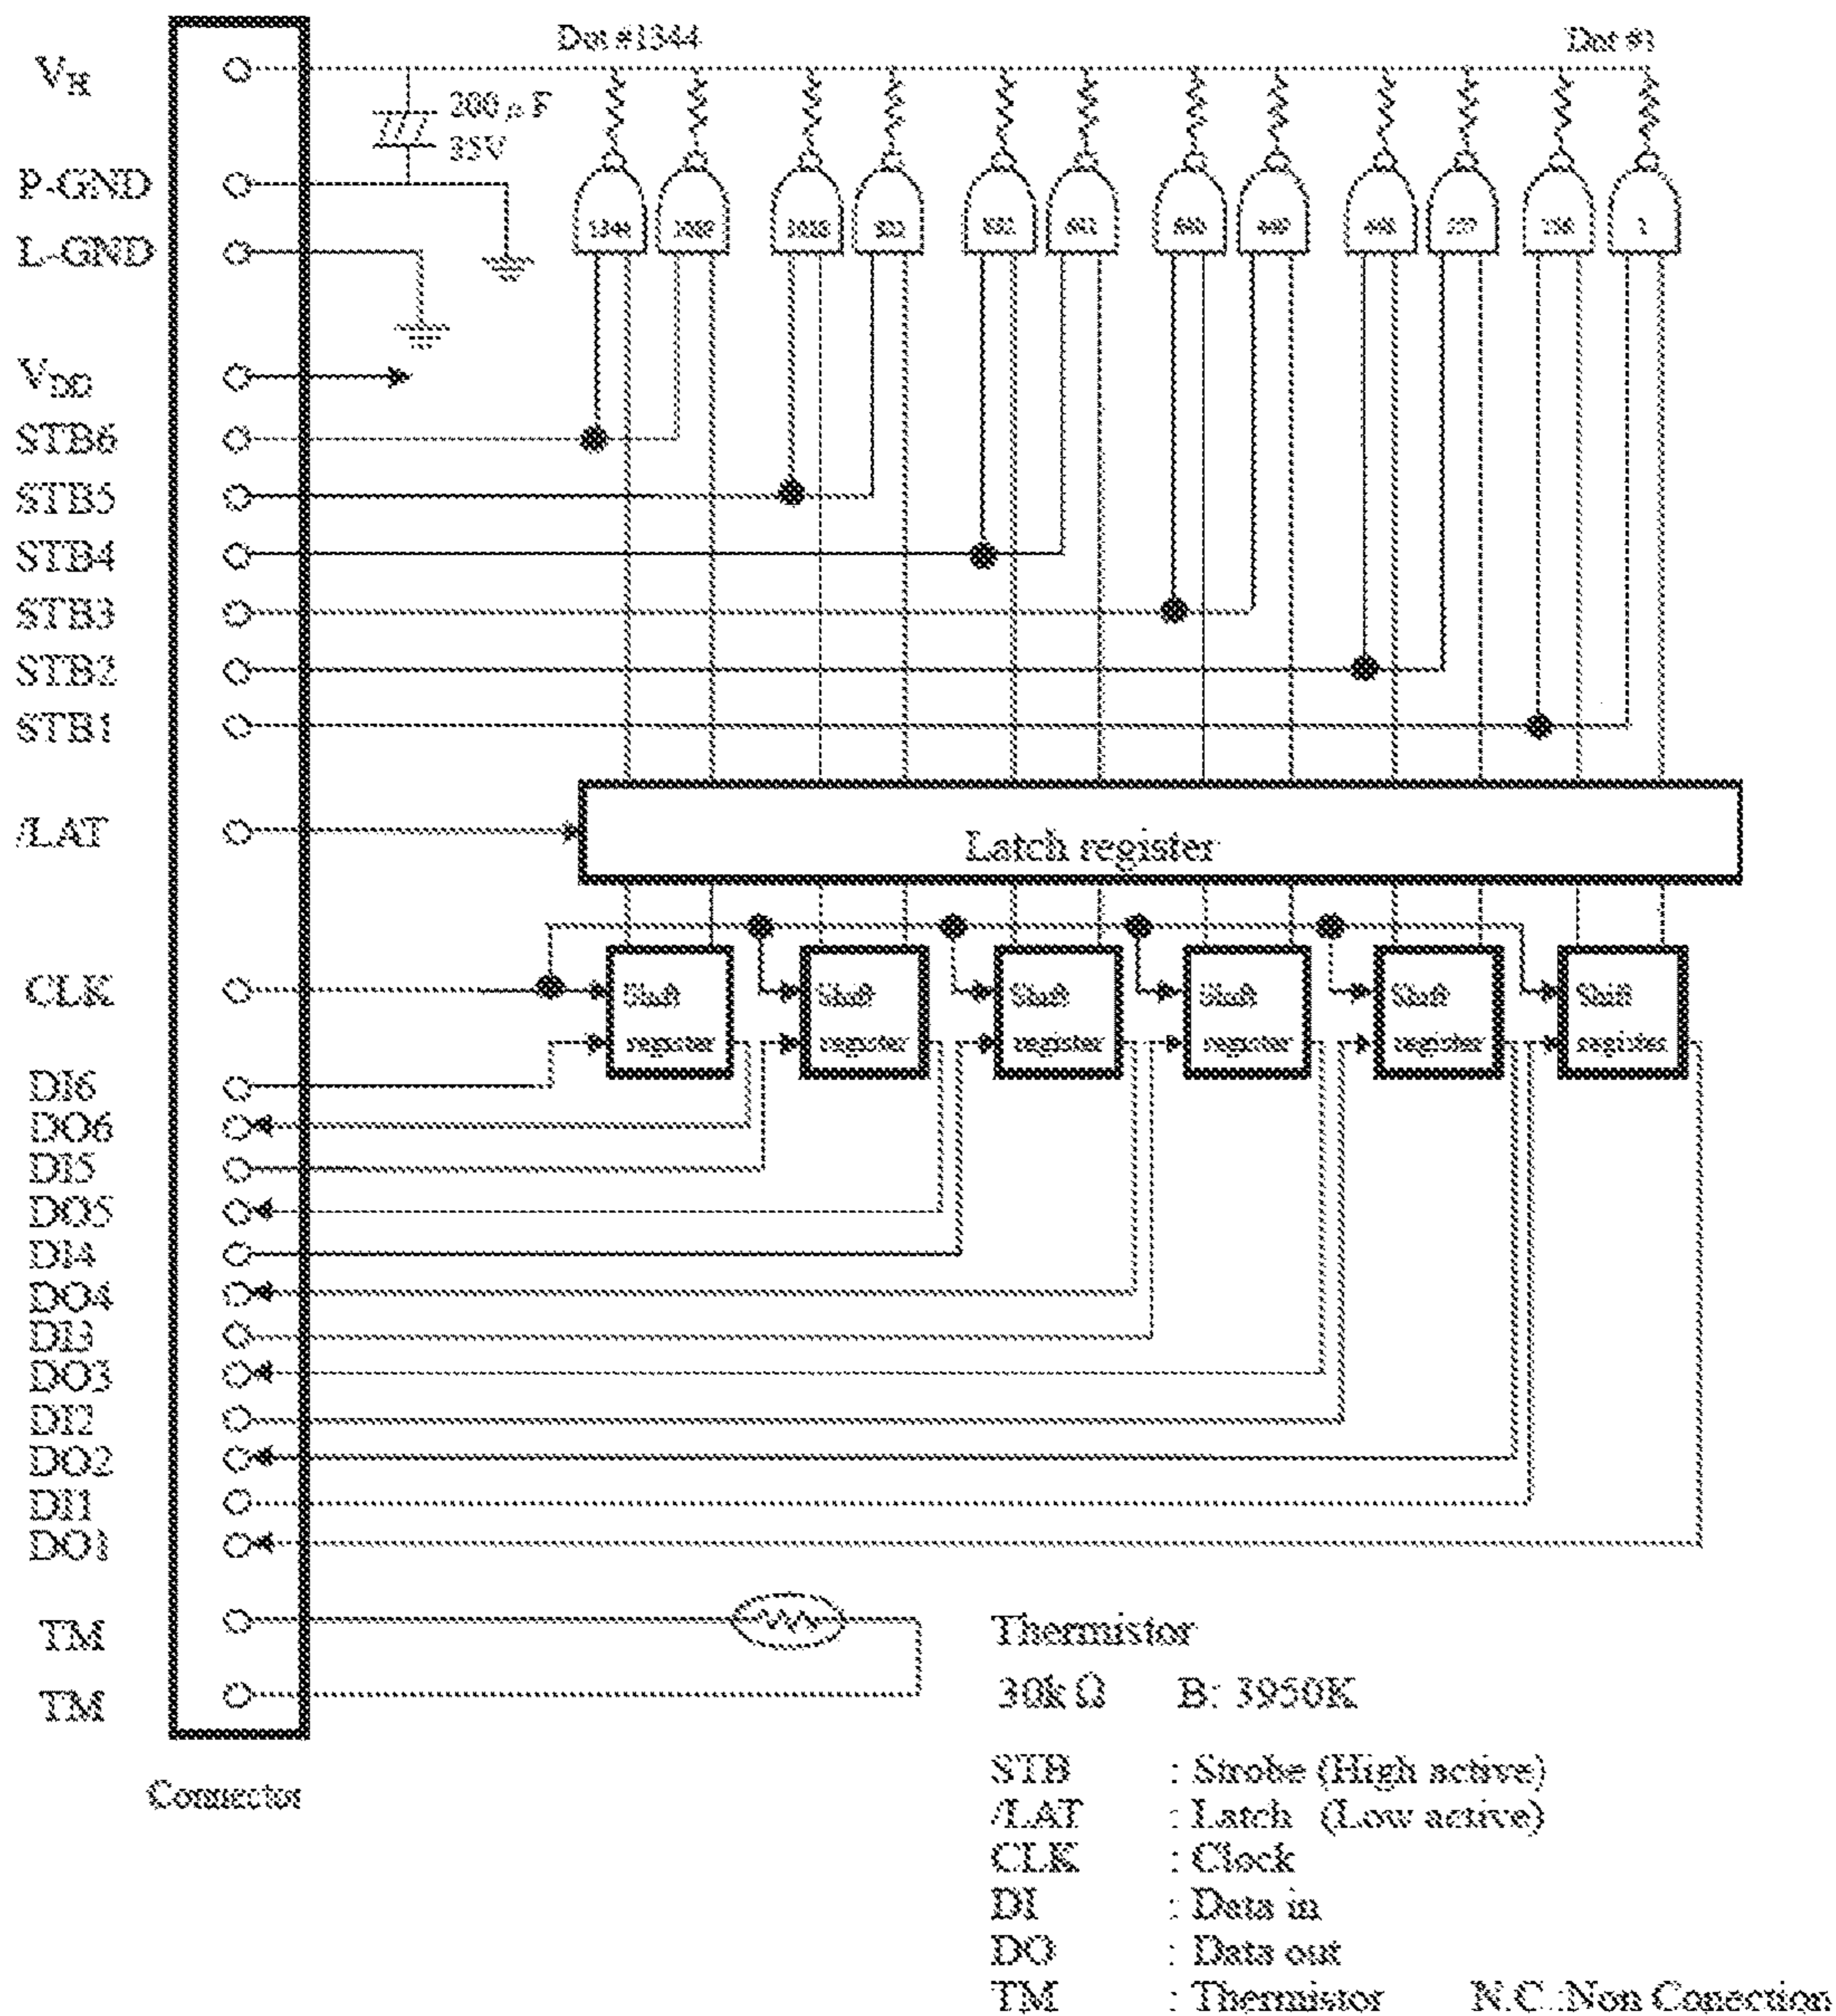 Dot #1344
Dot #1
VH
200μF
35V
P-GND
L-GND
1344
VDD
STB6
STB5
STB4
STB3
STB2
STB1
/LAT
Latch register
CLK
Shift register
Shift register
Shift register
Shift register
Shift register
Shift register
DI6
DO6
DI5
DO5
DI4
DO4
DI3
DO3
DI2
DO2
DI1
DO1
TM
TM
Connector
Thermistor
30kΩ B: 3950K
STB : Strobe (High active)
/LAT : Latch (Low active)
CLK : Clock
DI : Data in
DO : Data out
TM : Thermistor N.C.:Non Conection